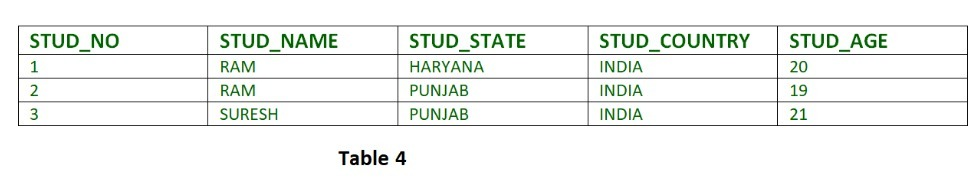 STUD_NO STUD_NAME STUD_STATE STUD_COUNTRY STUD_AGE
1 RAM HARYANA INDIA 20
2 RAM PUNJAB INDIA 19
3 SURESH PUNJAB INDIA 21
Table 4